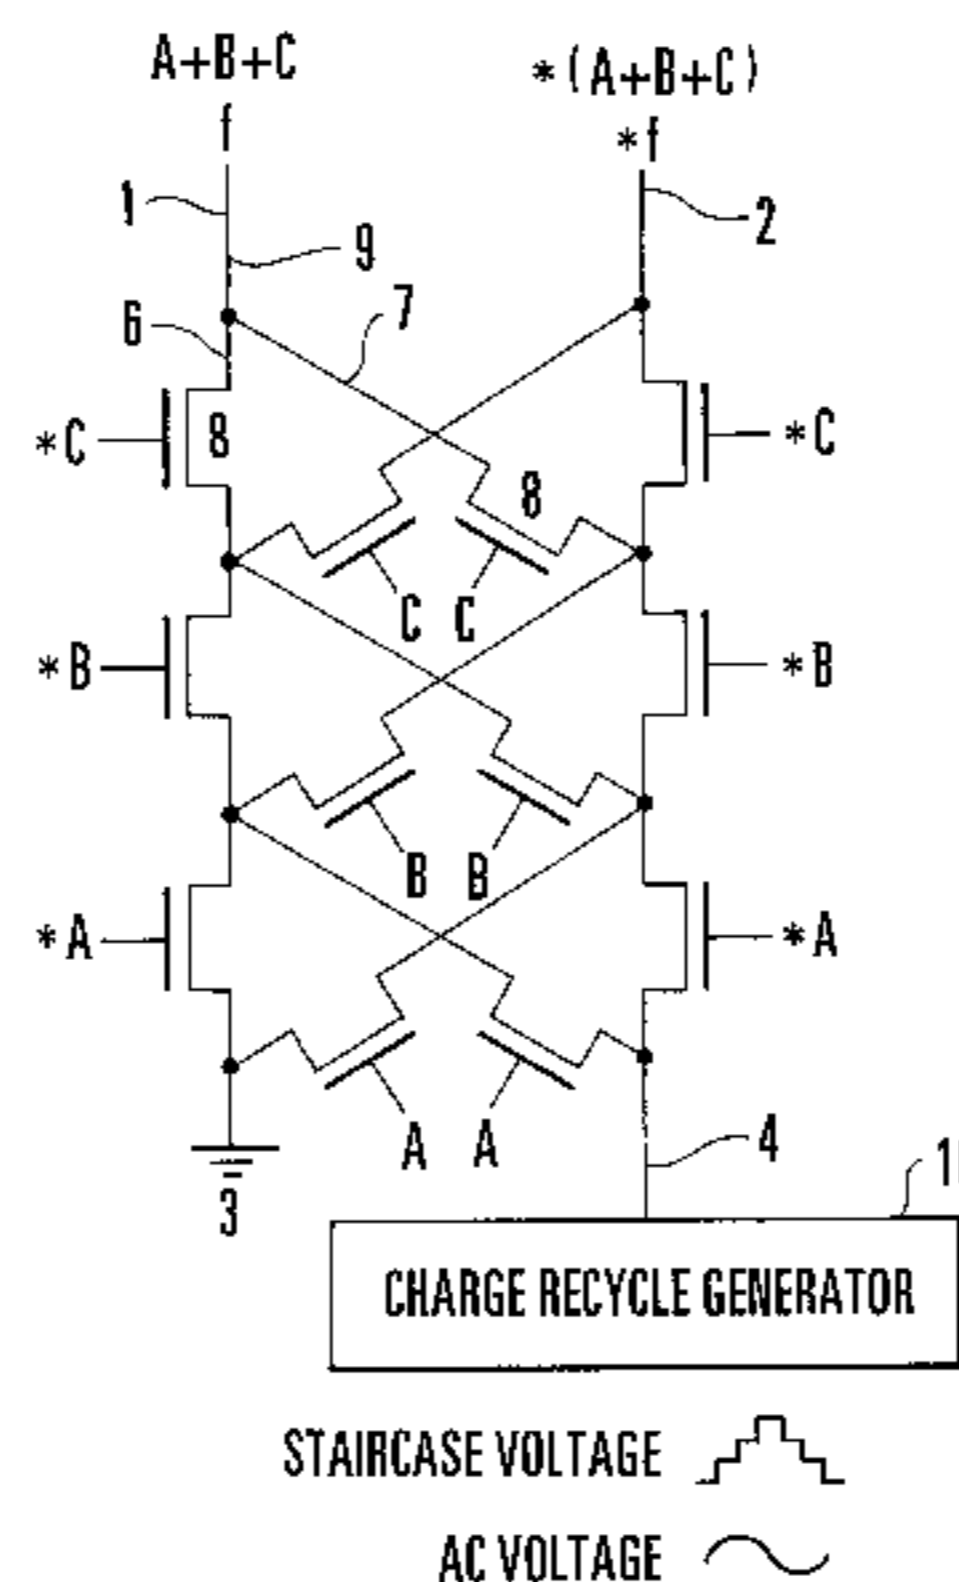 A+B+C
*(A+B+C)
f
*f
1
2
9
7
6
*C
8
8
*C
C
C
*B
*B
B
B
*A
*A
A
A
4
3
CHARGE RECYCLE GENERATOR
STAIRCASE VOLTAGE
AC VOLTAGE